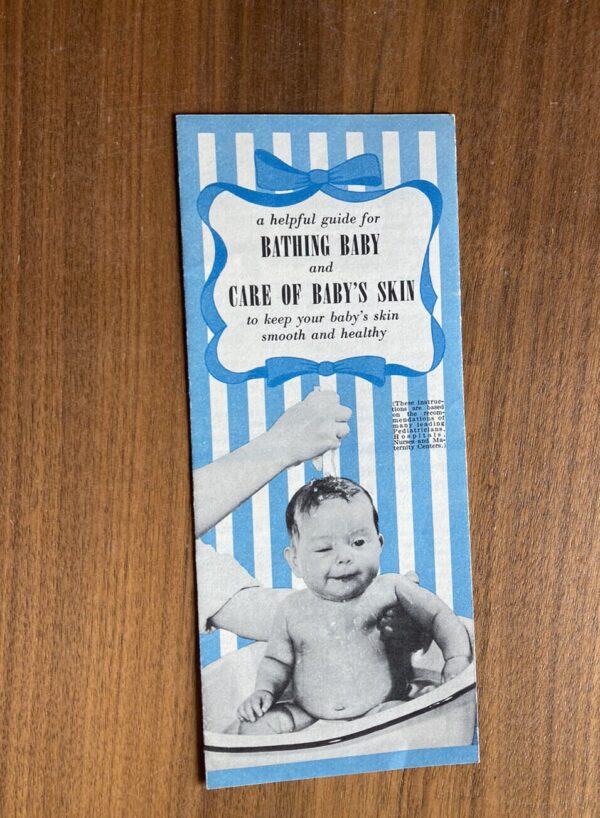 a helpful guide for
BATHING BABY
and
CARE OF BABY'S SKIN
to keep your baby's skin
smooth and healthy
(These instruc-
tions are based
on the recom-
mendations of
many leading
Pediatricians,
Hospitals,
Nurses and Ma-
ternity Centers.)